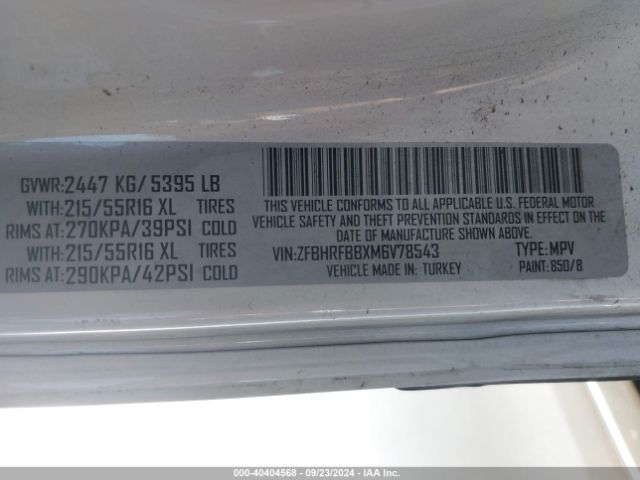 GVWR: 2447 KG/ 5395 LB
WITH: 215/55R16 XL TIRES
RIMS AT: 270KPA/39PSI COLD
WITH: 215/55R16 XL TIRES
RIMS AT: 290KPA/42PSI COLD
THIS VEHICLE CONFORMS TO ALL APPLICABLE U.S. FEDERAL MOTOR
VEHICLE SAFETY AND THEFT PREVENTION STANDARDS IN EFFECT ON THE
DATE OF MANUFACTURE SHOWN ABOVE.
VIN: ZFBHRFBBXM6V78543 TYPE: MPV
VEHICLE MADE IN: TURKEY PAINT: 850/B
000-40404568 • 09/23/2024 • IAAI.COM